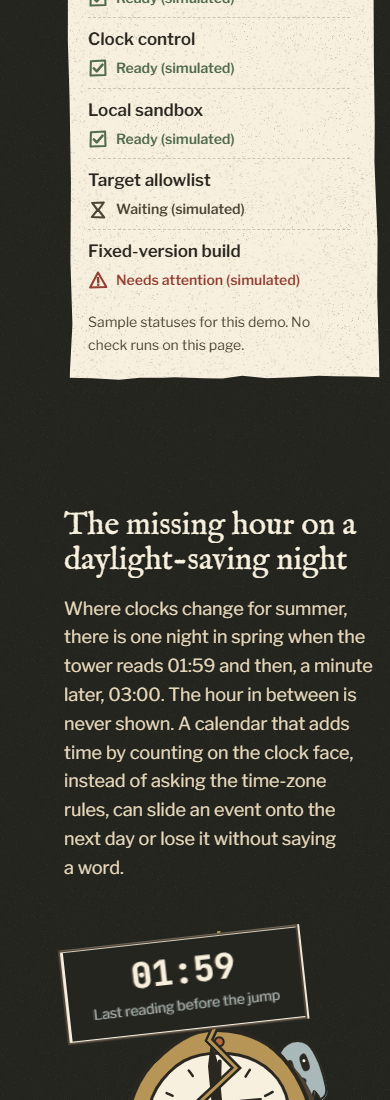 Ready (simulated)
Clock control
Ready (simulated)
Local sandbox
Ready (simulated)
Target allowlist
Waiting (simulated)
Fixed-version build
Needs attention (simulated)
Sample statuses for this demo. No
check runs on this page.
The missing hour on a
daylight-saving night
Where clocks change for summer,
there is one night in spring when the
tower reads 01:59 and then, a minute
later, 03:00. The hour in between is
never shown. A calendar that adds
time by counting on the clock face,
instead of asking the time-zone
rules, can slide an event onto the
next day or lose it without saying
a word.
01:59
Last reading before the jump